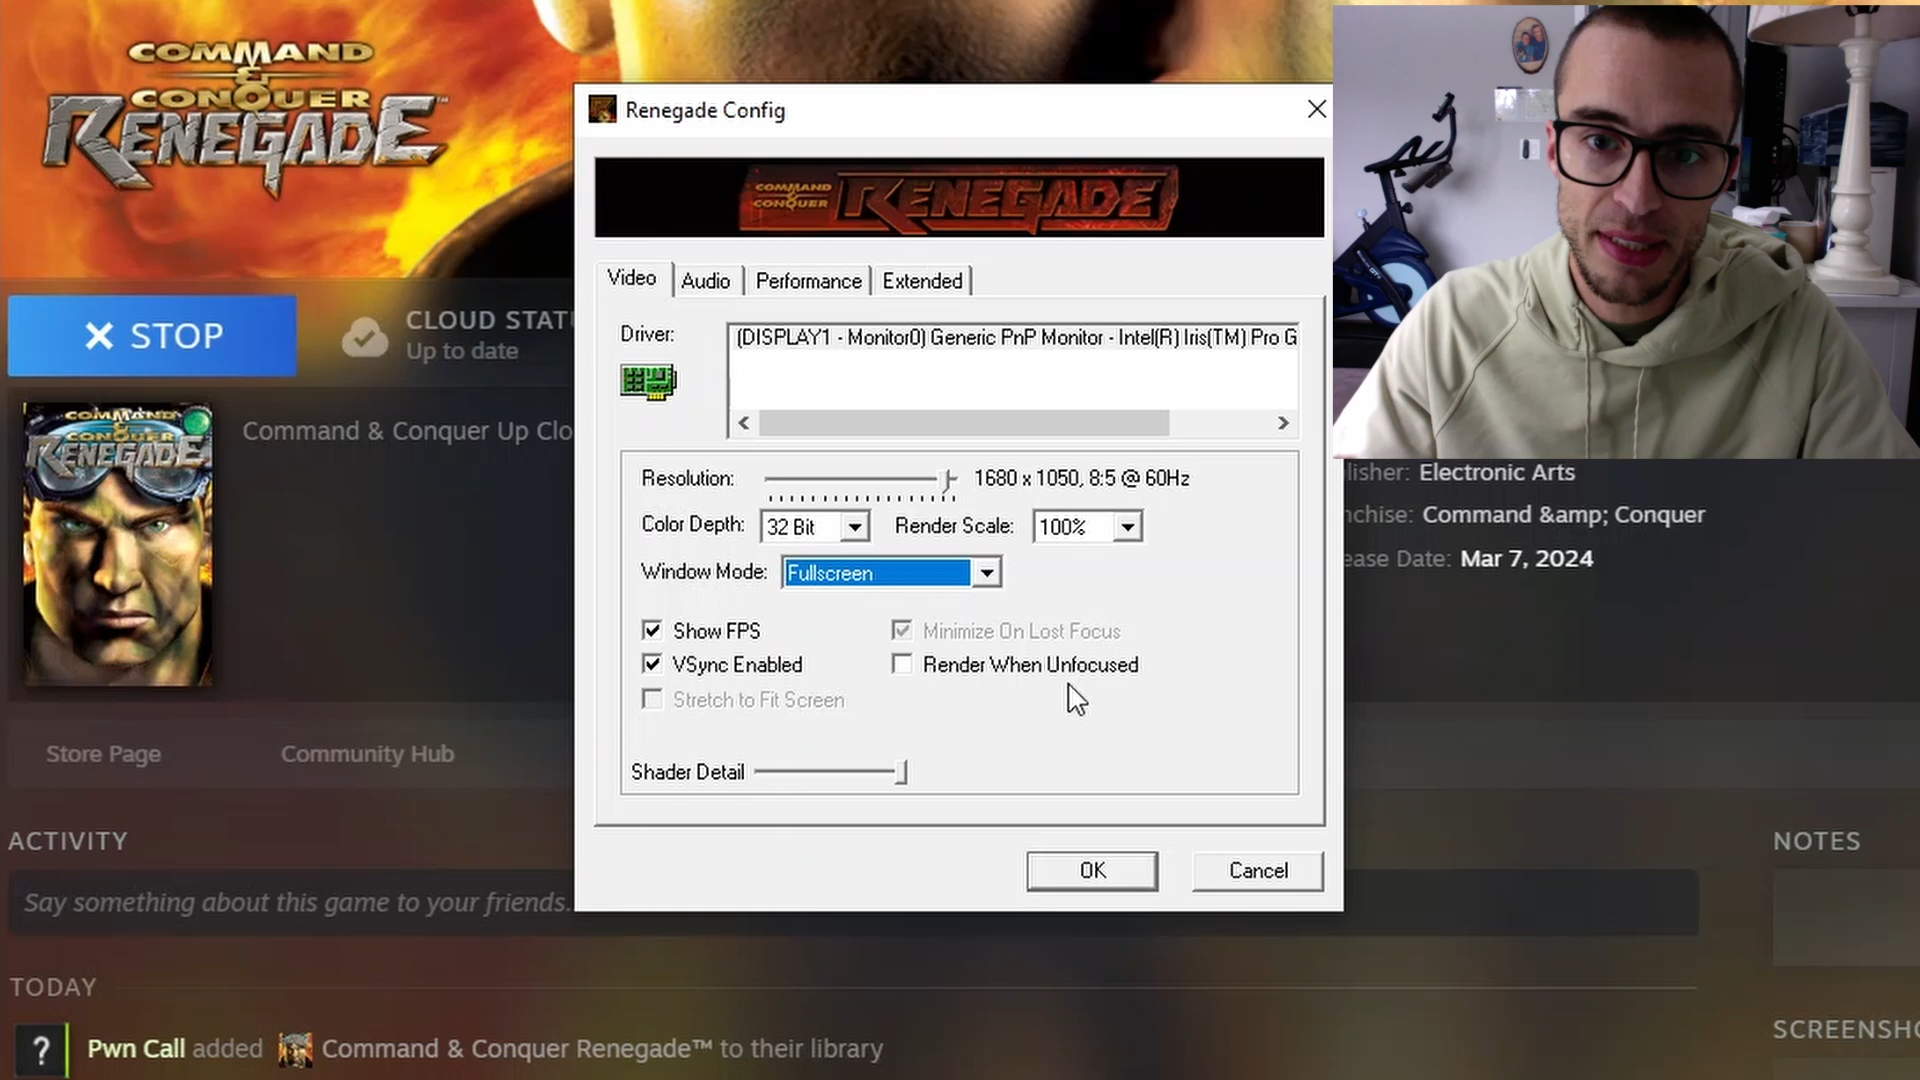 COMMAND
&
CONQUER
RENEGADE™
Renegade Config
COMMAND
CONQUER
RENEGADE
Video
Audio
Performance
Extended
Driver:
(DISPLAY1 - Monitor0) Generic PnP Monitor - Intel(R) Iris(TM) Pro G
Resolution:
1680 x 1050, 8:5 @ 60Hz
Color Depth:
32 Bit
Render Scale:
100%
Window Mode:
Fullscreen
Show FPS
Minimize On Lost Focus
VSync Enabled
Render When Unfocused
Stretch to Fit Screen
Shader Detail
OK
Cancel
STOP
CLOUD STATU
Up to date
COMMAND
CONQUER
RENEGADE
Command & Conquer Up Clo
lisher: Electronic Arts
nchise: Command &amp; Conquer
ease Date: Mar 7, 2024
Store Page
Community Hub
ACTIVITY
NOTES
Say something about this game to your friends.
TODAY
SCREENSHO
?
Pwn Call added Command & Conquer Renegade™ to their library